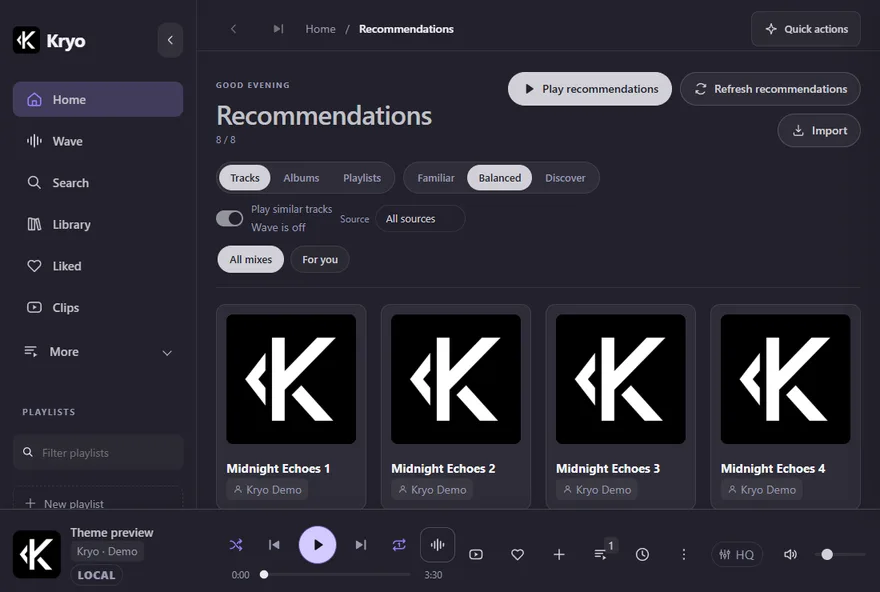 Kryo
Home
Wave
Search
Library
Liked
Clips
More
PLAYLISTS
Filter playlists
New playlist
Home / Recommendations
Quick actions
GOOD EVENING
Recommendations
8 / 8
Play recommendations
Refresh recommendations
Import
Tracks
Albums
Playlists
Familiar
Balanced
Discover
Play similar tracks
Wave is off
Source
All sources
All mixes
For you
Midnight Echoes 1
Kryo Demo
Midnight Echoes 2
Kryo Demo
Midnight Echoes 3
Kryo Demo
Midnight Echoes 4
Kryo Demo
Theme preview
Kryo · Demo
LOCAL
0:00
3:30
1
HQ